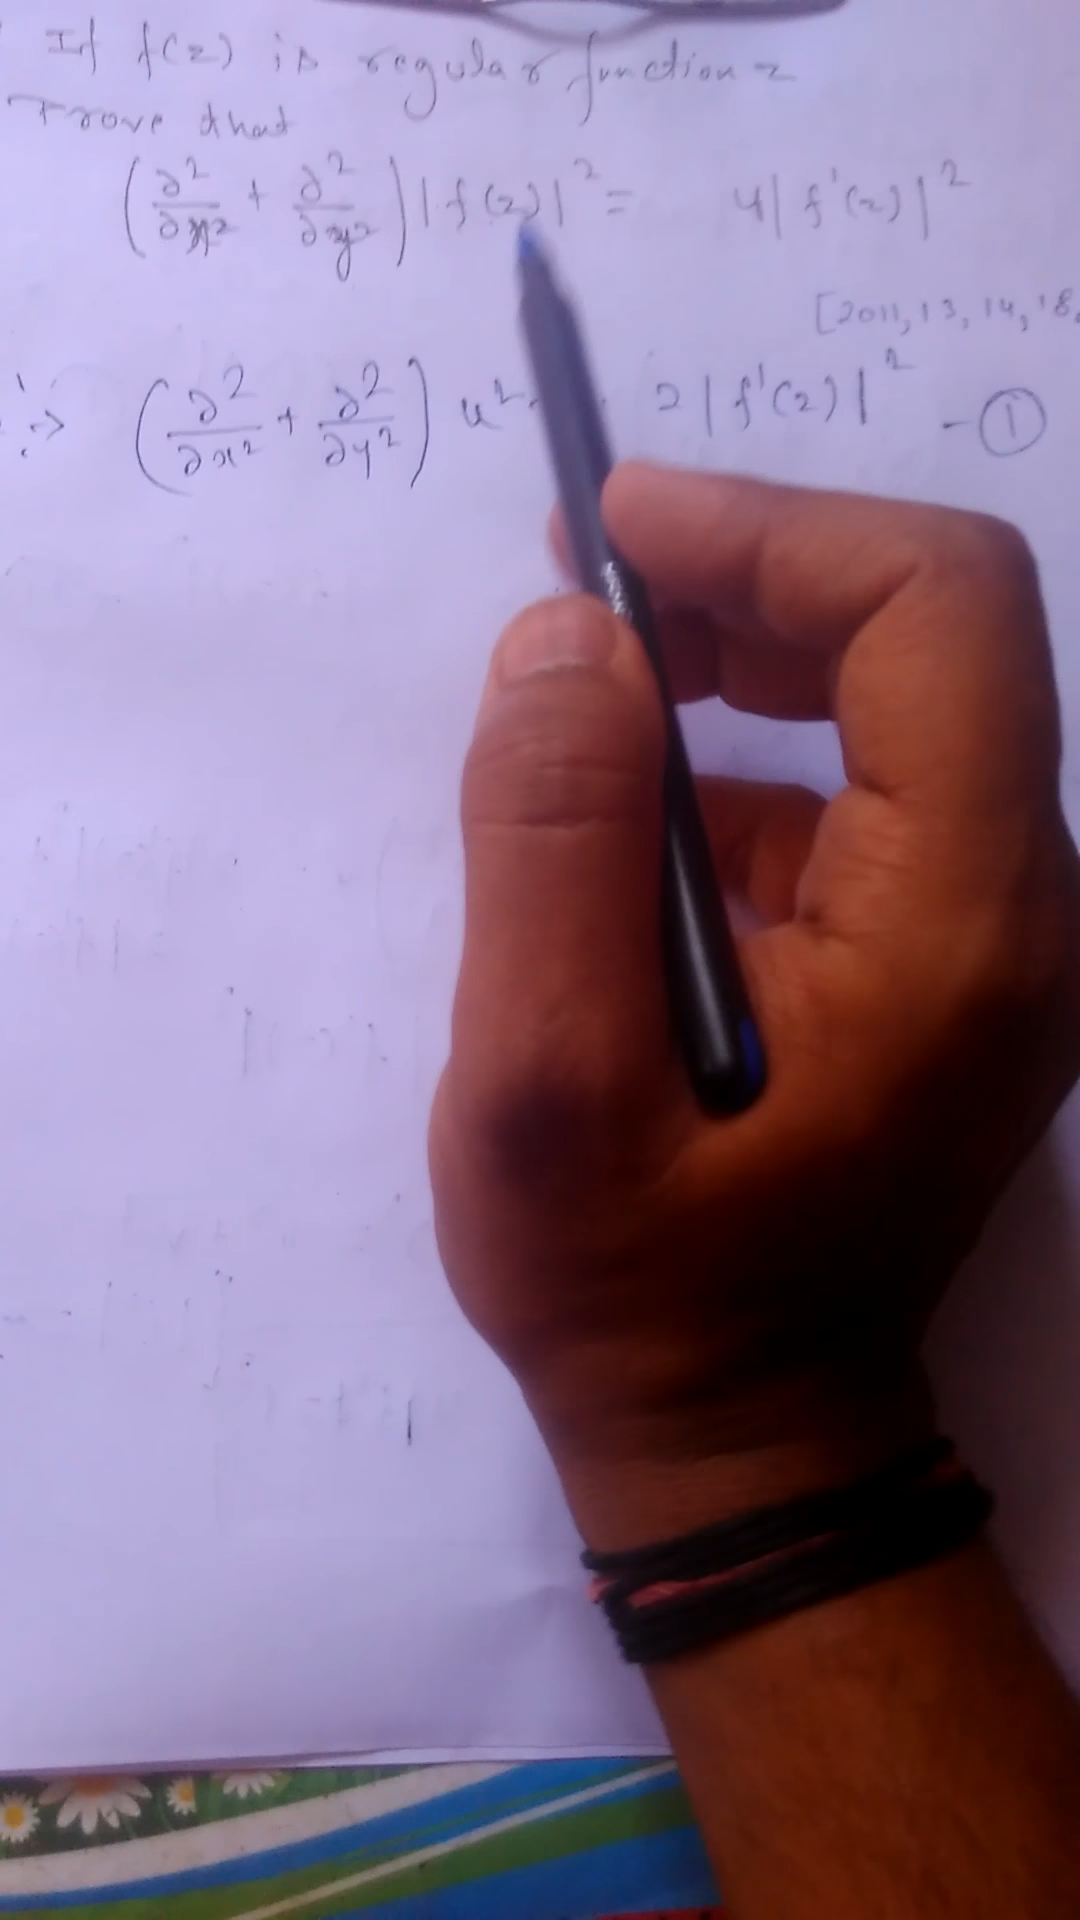 If f(z) is regular function z
Prove that
(∂²/∂x² + ∂²/∂y²) |f(z)|² = 4|f'(z)|²
[2011, 13, 14, 18,
∴ → (∂²/∂x² + ∂²/∂y²) u² 2|f'(z)|² - ①